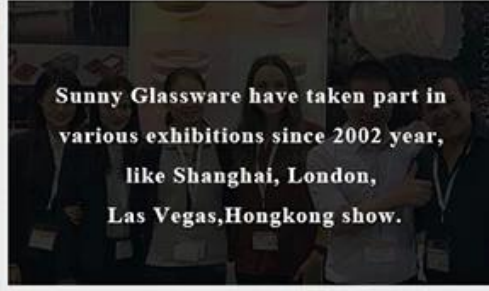 Sunny Glassware have taken part in
various exhibitions since 2002 year,
like Shanghai, London,
Las Vegas,Hongkong show.